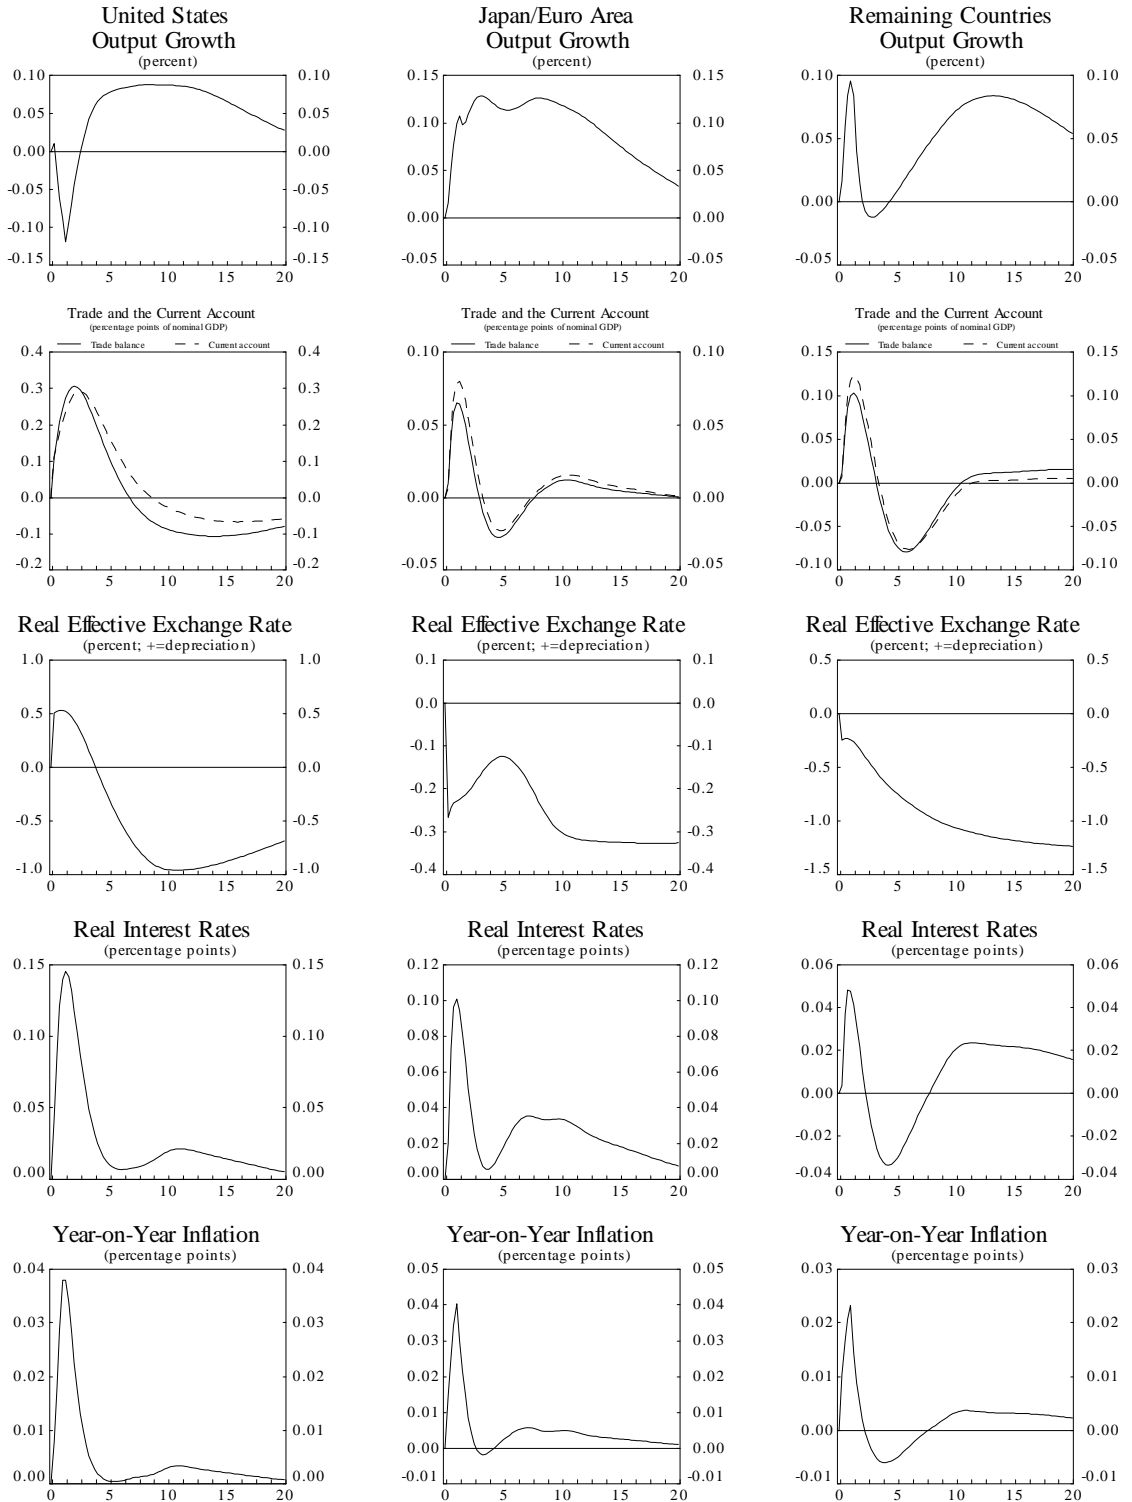 United States
Output Growth
(percent)
0.10 0.10
0.05 0.05
0.00 0.00
-0.05 -0.05
-0.10 -0.10
-0.15 -0.15
0 5 10 15 20
Japan/Euro Area
Output Growth
(percent)
0.15 0.15
0.10 0.10
0.05 0.05
0.00 0.00
-0.05 -0.05
0 5 10 15 20
Remaining Countries
Output Growth
(percent)
0.10 0.10
0.05 0.05
0.00 0.00
-0.05 -0.05
0 5 10 15 20
Trade and the Current Account
(percentage points of nominal GDP)
Trade balance Current account
0.4 0.4
0.3 0.3
0.2 0.2
0.1 0.1
0.0 0.0
-0.1 -0.1
-0.2 -0.2
0 5 10 15 20
Trade and the Current Account
(percentage points of nominal GDP)
Trade balance Current account
0.10 0.10
0.05 0.05
0.00 0.00
-0.05 -0.05
0 5 10 15 20
Trade and the Current Account
(percentage points of nominal GDP)
Trade balance Current account
0.15 0.15
0.10 0.10
0.05 0.05
0.00 0.00
-0.05 -0.05
-0.10 -0.10
0 5 10 15 20
Real Effective Exchange Rate
(percent; +=depreciation)
1.0 1.0
0.5 0.5
0.0 0.0
-0.5 -0.5
-1.0 -1.0
0 5 10 15 20
Real Effective Exchange Rate
(percent; +=depreciation)
0.1 0.1
0.0 0.0
-0.1 -0.1
-0.2 -0.2
-0.3 -0.3
-0.4 -0.4
0 5 10 15 20
Real Effective Exchange Rate
(percent; +=depreciation)
0.5 0.5
0.0 0.0
-0.5 -0.5
-1.0 -1.0
-1.5 -1.5
0 5 10 15 20
Real Interest Rates
(percentage points)
0.15 0.15
0.10 0.10
0.05 0.05
0.00 0.00
0 5 10 15 20
Real Interest Rates
(percentage points)
0.12 0.12
0.10 0.10
0.08 0.08
0.06 0.06
0.04 0.04
0.02 0.02
0.00 0.00
0 5 10 15 20
Real Interest Rates
(percentage points)
0.06 0.06
0.04 0.04
0.02 0.02
0.00 0.00
-0.02 -0.02
-0.04 -0.04
0 5 10 15 20
Year-on-Year Inflation
(percentage points)
0.04 0.04
0.03 0.03
0.02 0.02
0.01 0.01
0.00 0.00
0 5 10 15 20
Year-on-Year Inflation
(percentage points)
0.05 0.05
0.04 0.04
0.03 0.03
0.02 0.02
0.01 0.01
0.00 0.00
-0.01 -0.01
0 5 10 15 20
Year-on-Year Inflation
(percentage points)
0.03 0.03
0.02 0.02
0.01 0.01
0.00 0.00
-0.01 -0.01
0 5 10 15 20